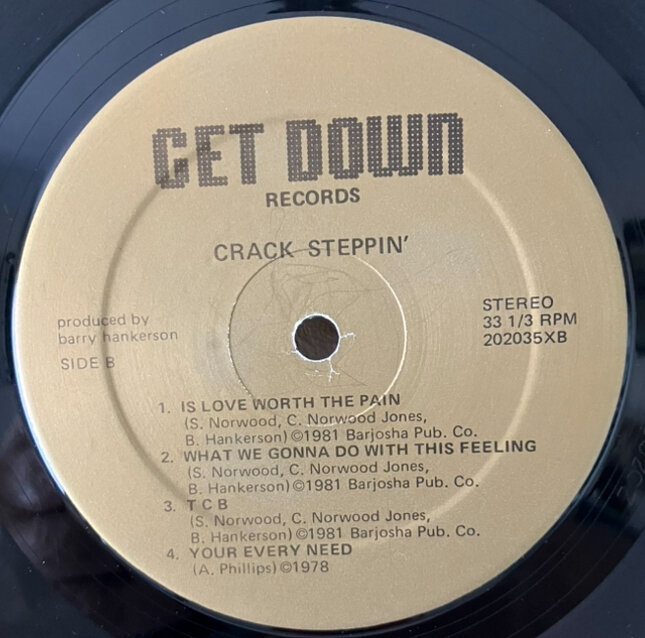 GET DOWN
RECORDS
CRACK STEPPIN'
produced by
barry hankerson
SIDE B
STEREO
33 1/3 RPM
202035XB
1. IS LOVE WORTH THE PAIN
(S. Norwood, C. Norwood Jones,
B. Hankerson) ©1981 Barjosha Pub. Co.
2. WHAT WE GONNA DO WITH THIS FEELING
(S. Norwood, C. Norwood Jones,
B. Hankerson) ©1981 Barjosha Pub. Co.
3. T C B
(S. Norwood, C. Norwood Jones,
B. Hankerson) ©1981 Barjosha Pub. Co.
4. YOUR EVERY NEED
(A. Phillips) ©1978